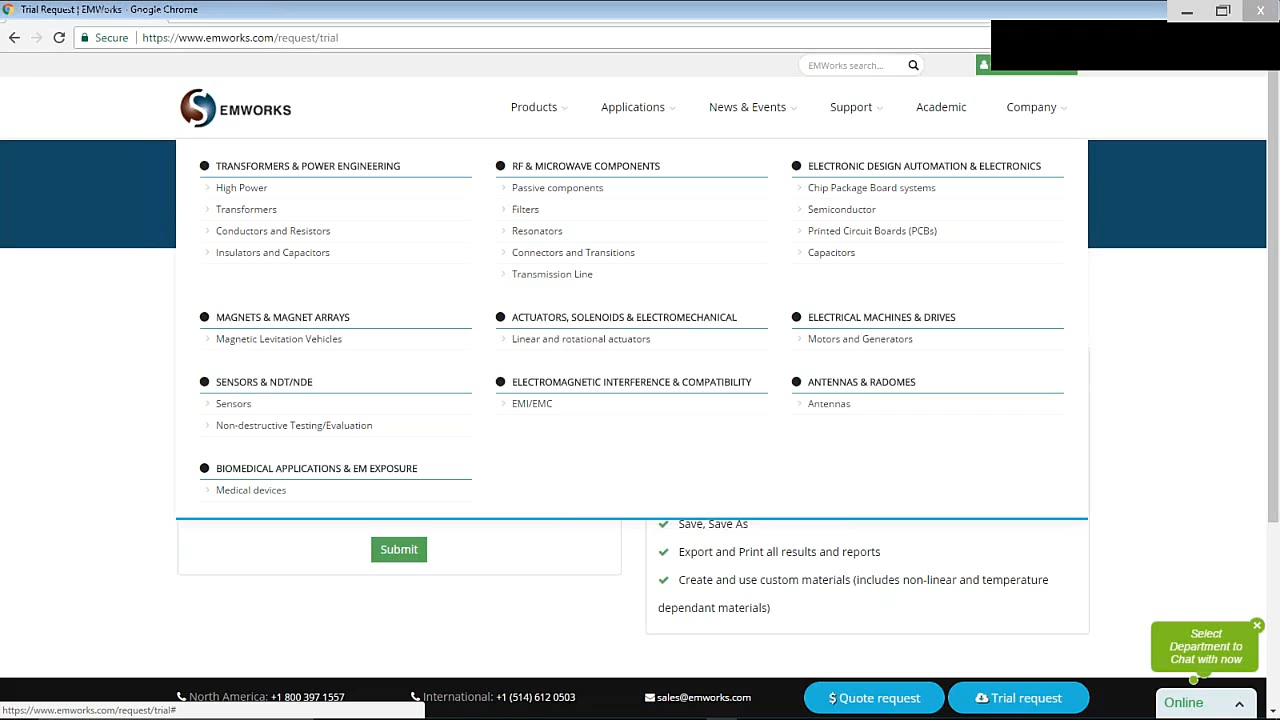 Trial Request | EMWorks - Google Chrome
Secure https://www.emworks.com/request/trial
EMWorks search...
EMWORKS
Products Applications News & Events Support Academic Company
TRANSFORMERS & POWER ENGINEERING
High Power
Transformers
Conductors and Resistors
Insulators and Capacitors
RF & MICROWAVE COMPONENTS
Passive components
Filters
Resonators
Connectors and Transitions
Transmission Line
ELECTRONIC DESIGN AUTOMATION & ELECTRONICS
Chip Package Board systems
Semiconductor
Printed Circuit Boards (PCBs)
Capacitors
MAGNETS & MAGNET ARRAYS
Magnetic Levitation Vehicles
ACTUATORS, SOLENOIDS & ELECTROMECHANICAL
Linear and rotational actuators
ELECTRICAL MACHINES & DRIVES
Motors and Generators
SENSORS & NDT/NDE
Sensors
Non-destructive Testing/Evaluation
ELECTROMAGNETIC INTERFERENCE & COMPATIBILITY
EMI/EMC
ANTENNAS & RADOMES
Antennas
BIOMEDICAL APPLICATIONS & EM EXPOSURE
Medical devices
Submit
Save, Save As
Export and Print all results and reports
Create and use custom materials (includes non-linear and temperature
dependant materials)
Select
Department to
Chat with now
North America: +1 800 397 1557 International: +1 (514) 612 0503 sales@emworks.com $ Quote request Trial request
Online
https://www.emworks.com/request/trial#